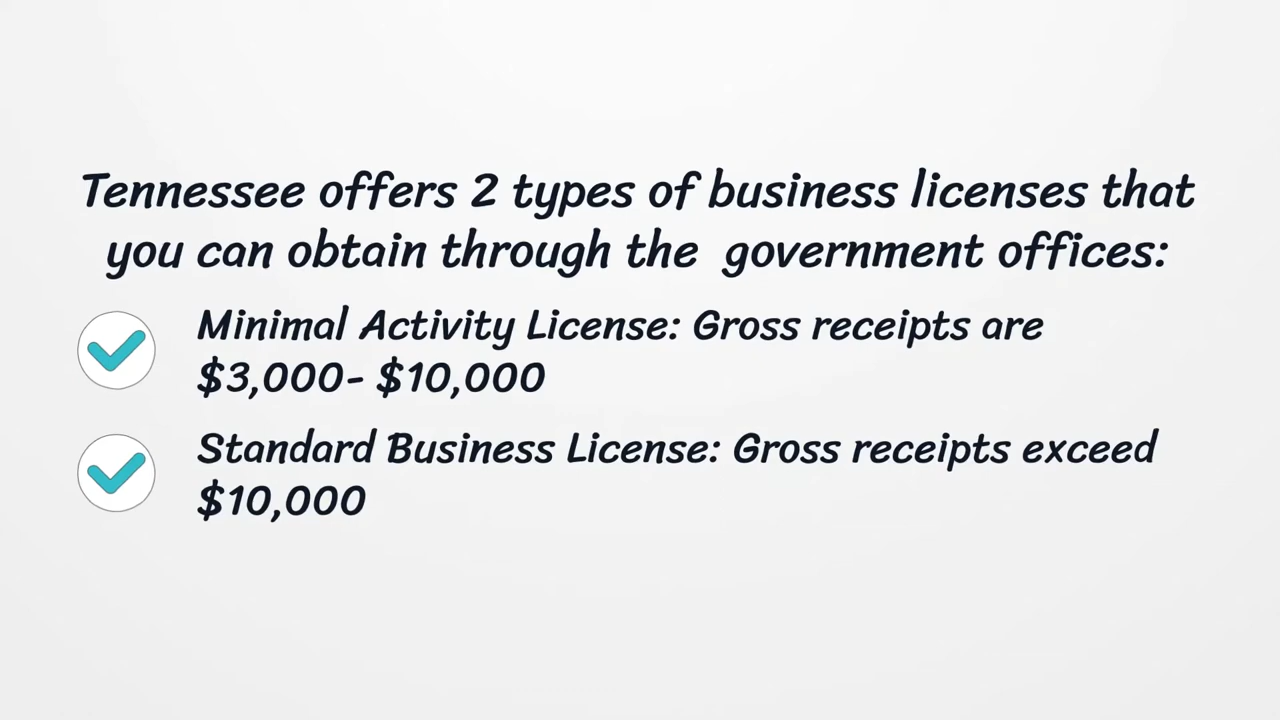 Tennessee offers 2 types of business licenses that
you can obtain through the government offices:
Minimal Activity License: Gross receipts are
$3,000- $10,000
Standard Business License: Gross receipts exceed
$10,000